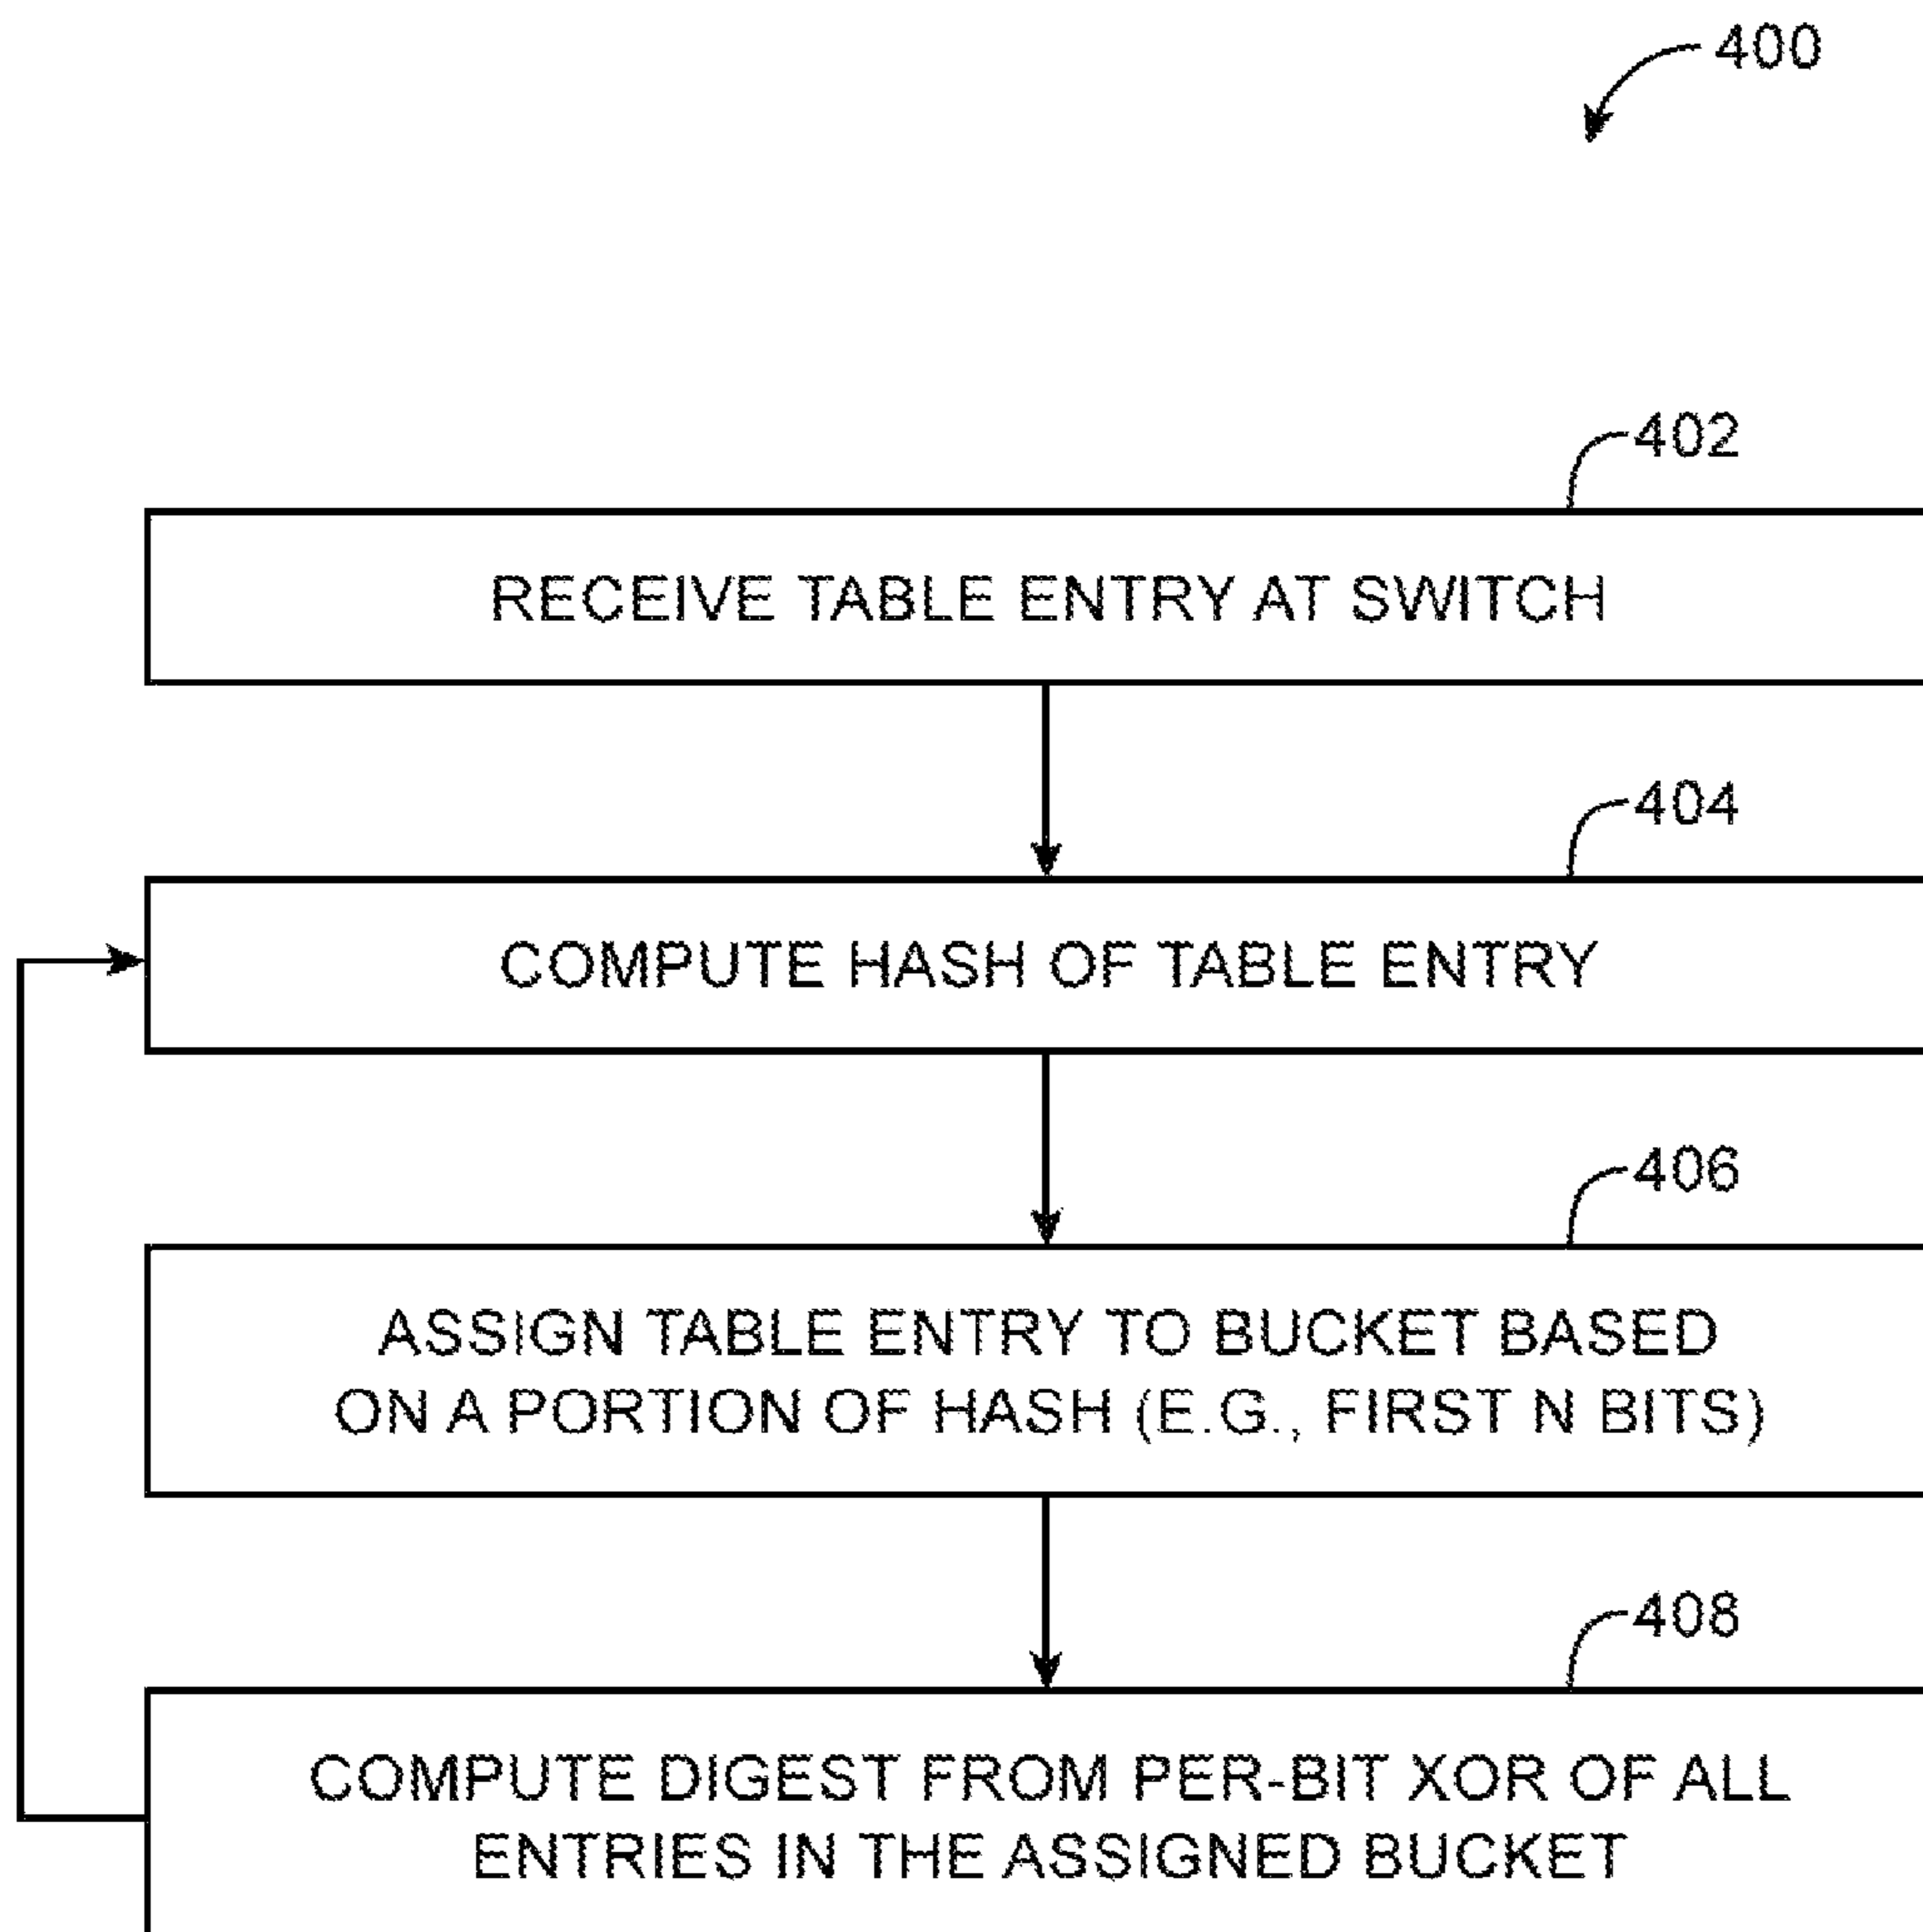 400
402
RECEIVE TABLE ENTRY AT SWITCH
404
COMPUTE HASH OF TABLE ENTRY
406
ASSIGN TABLE ENTRY TO BUCKET BASED
ON A PORTION OF HASH (E.G., FIRST N BITS)
408
COMPUTE DIGEST FROM PER-BIT XOR OF ALL
ENTRIES IN THE ASSIGNED BUCKET